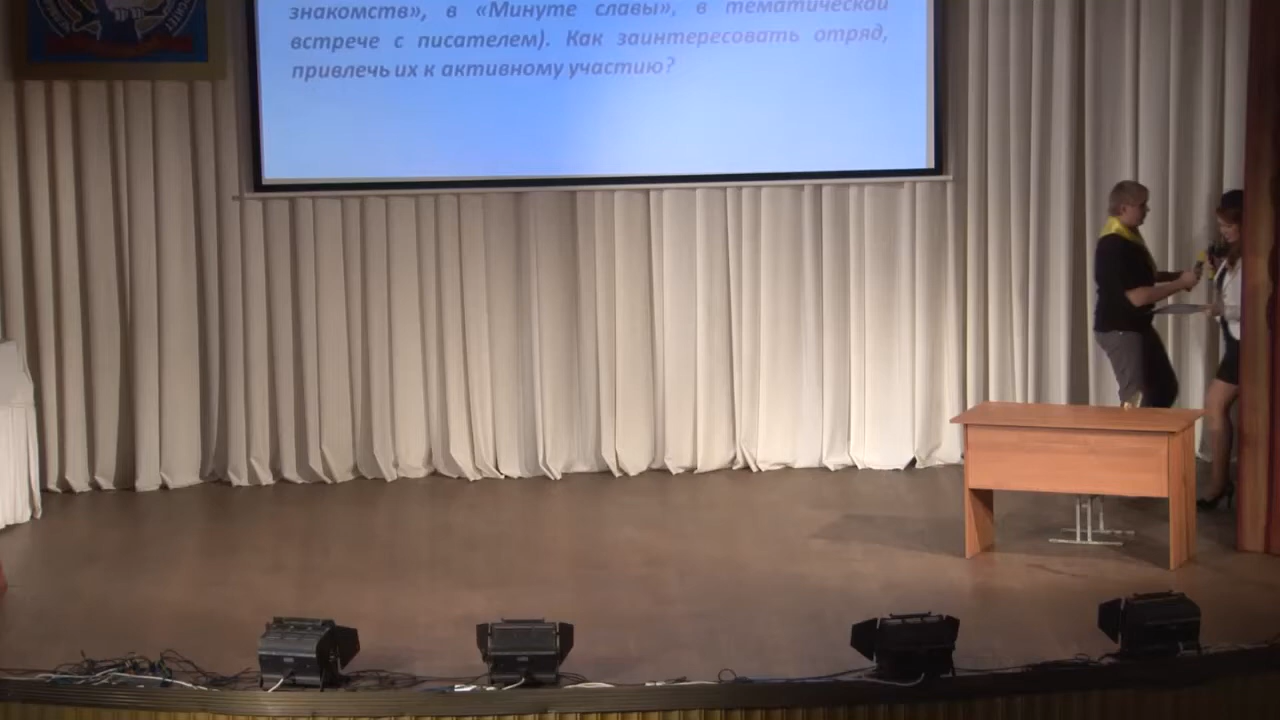 знакомств», в «Минуте славы», в тематической
встрече с писателем). Как заинтересовать отряд,
привлечь их к активному участию?